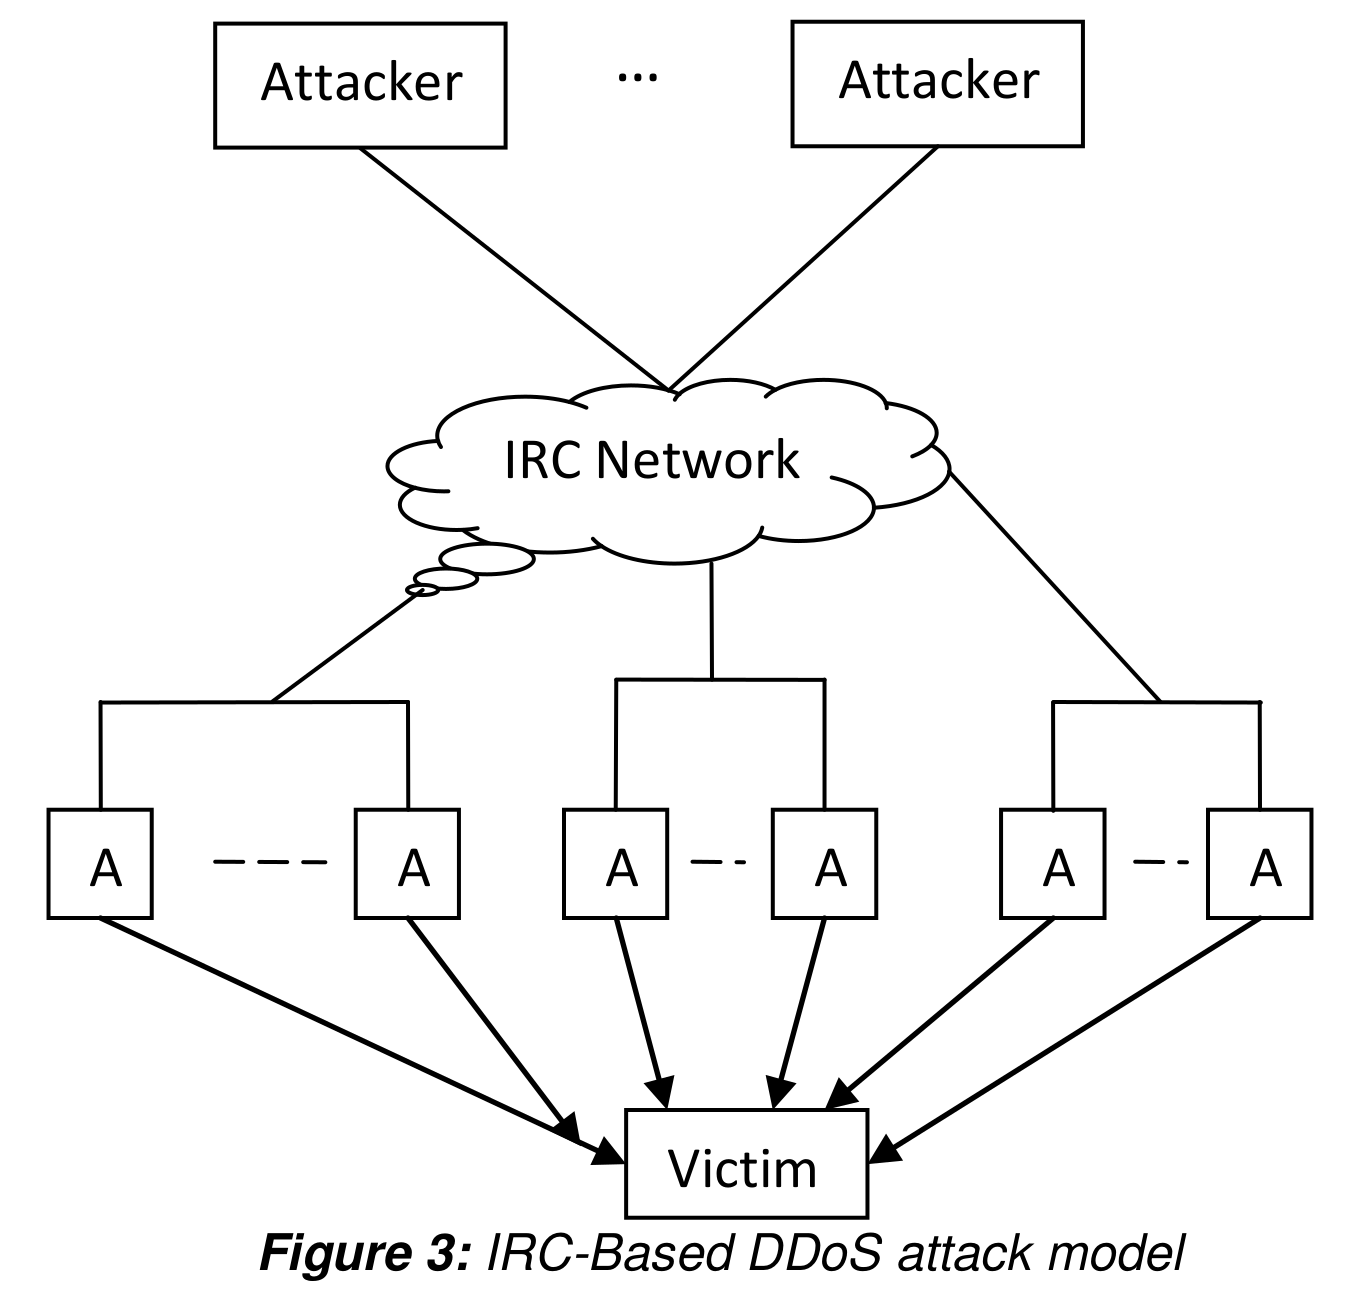 Attacker ... Attacker
IRC Network
A A A A A A
Victim
Figure 3: IRC-Based DDoS attack model